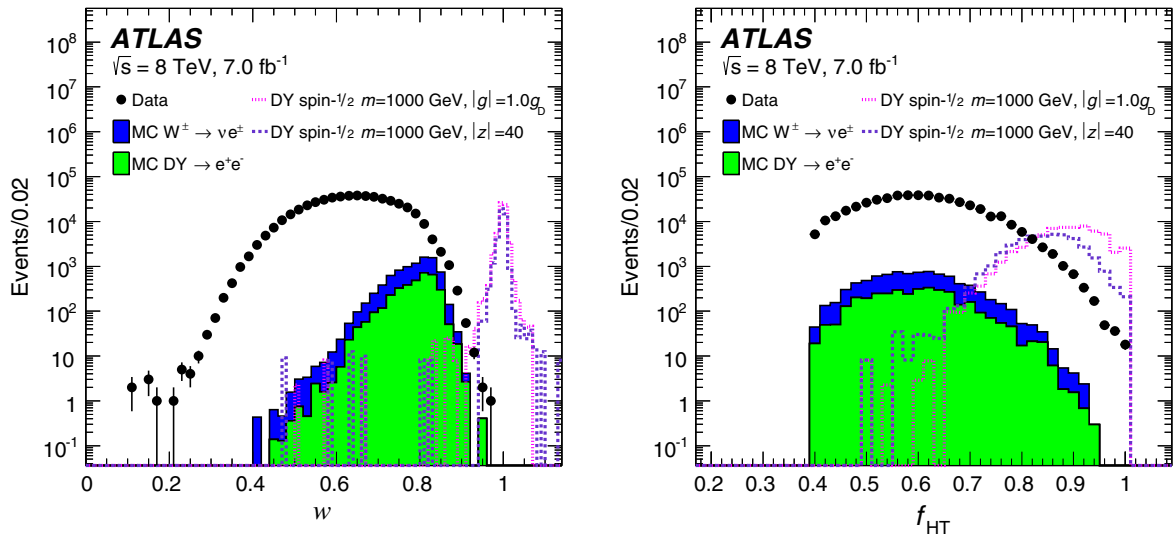 ATLAS
√s = 8 TeV, 7.0 fb⁻¹
Data
DY spin-1/2 m=1000 GeV, |g|=1.0g_D
MC W± → νe±
DY spin-1/2 m=1000 GeV, |z|=40
MC DY → e⁺e⁻
Events/0.02
10⁸
10⁷
10⁶
10⁵
10⁴
10³
10²
10
1
10⁻¹
0 0.2 0.4 0.6 0.8 1
w
ATLAS
√s = 8 TeV, 7.0 fb⁻¹
Data
DY spin-1/2 m=1000 GeV, |g|=1.0g_D
MC W± → νe±
DY spin-1/2 m=1000 GeV, |z|=40
MC DY → e⁺e⁻
Events/0.02
10⁸
10⁷
10⁶
10⁵
10⁴
10³
10²
10
1
10⁻¹
0.2 0.3 0.4 0.5 0.6 0.7 0.8 0.9 1
f_HT